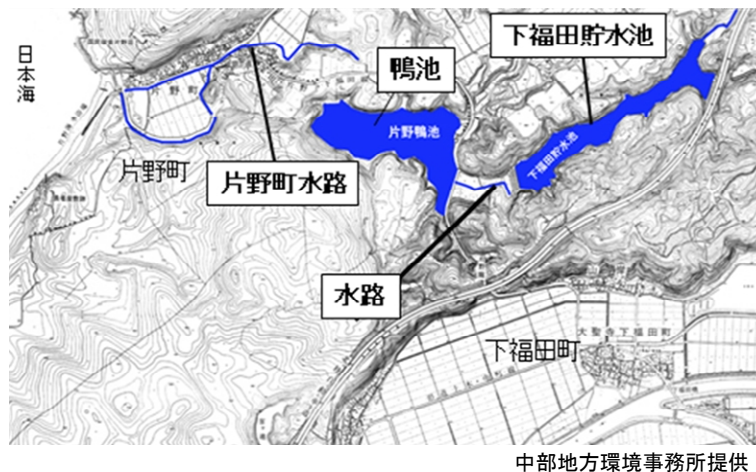 日本海
鴨池
下福田貯水池
片野町
片野鴨池
下福田貯水池
片野町
片野町水路
水路
大聖寺下福田町
下福田町
中部地方環境事務所提供